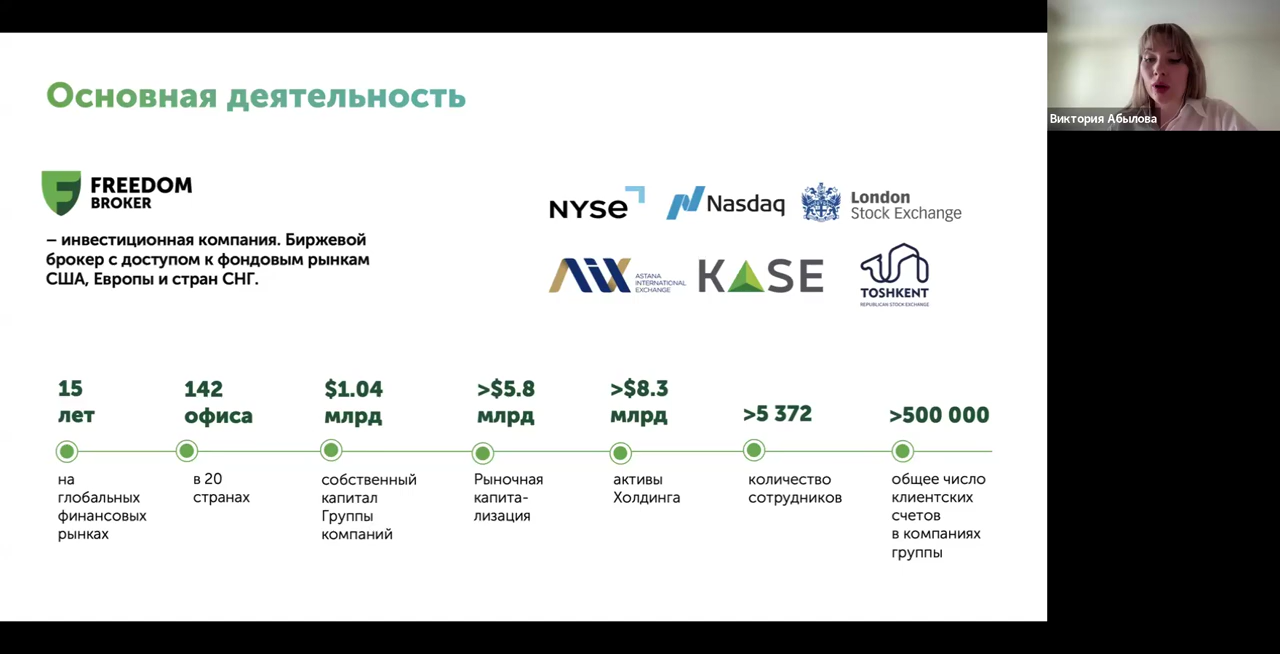 Основная деятельность
Виктория Абылова
FREEDOM
BROKER
– инвестиционная компания. Биржевой
брокер с доступом к фондовым рынкам
США, Европы и стран СНГ.
NYSE
Nasdaq
London
Stock Exchange
AIX
ASTANA
INTERNATIONAL
EXCHANGE
KASE
TOSHKENT
REPUBLICAN STOCK EXCHANGE
15
лет
на
глобальных
финансовых
рынках
142
офиса
в 20
странах
$1.04
млрд
собственный
капитал
Группы
компаний
>$5.8
млрд
Рыночная
капита-
лизация
>$8.3
млрд
активы
Холдинга
>5 372
количество
сотрудников
>500 000
общее число
клиентских
счетов
в компаниях
группы